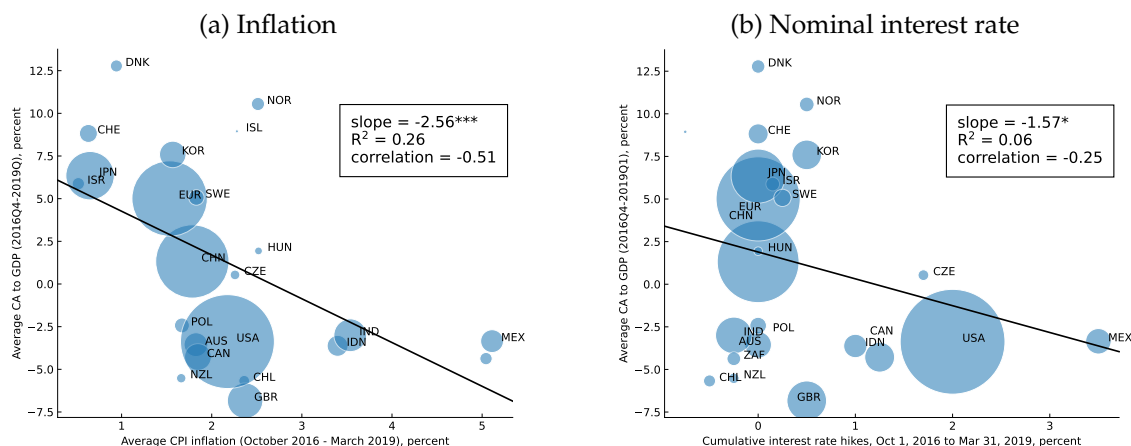 (a) Inflation
12.5
10.0
7.5
5.0
2.5
0.0
−2.5
−5.0
−7.5
Average CA to GDP (2016Q4-2019Q), percent
DNK
NOR
ISL
CHE
KOR
JPN
ISR
EUR
SWE
HUN
CHN
CZE
POL
AUS
USA
CAN
IND
IDN
MEX
NZL
CHL
GBR
slope = -2.56***
R² = 0.26
correlation = -0.51
1
2
3
4
5
Average CPI inflation (October 2016 - March 2019), percent
(b) Nominal interest rate
12.5
10.0
7.5
5.0
2.5
0.0
−2.5
−5.0
−7.5
Average CA to GDP (2016Q4-2019Q1), percent
DNK
NOR
CHE
KOR
JPN
ISR
SWE
EUR
CHN
HUN
CZE
IND
POL
CAN
AUS
IDN
USA
MEX
ZAF
CHL
NZL
GBR
slope = -1.57*
R² = 0.06
correlation = -0.25
0
1
2
3
Cumulative interest rate hikes, Oct 1, 2016 to Mar 31, 2019, percent